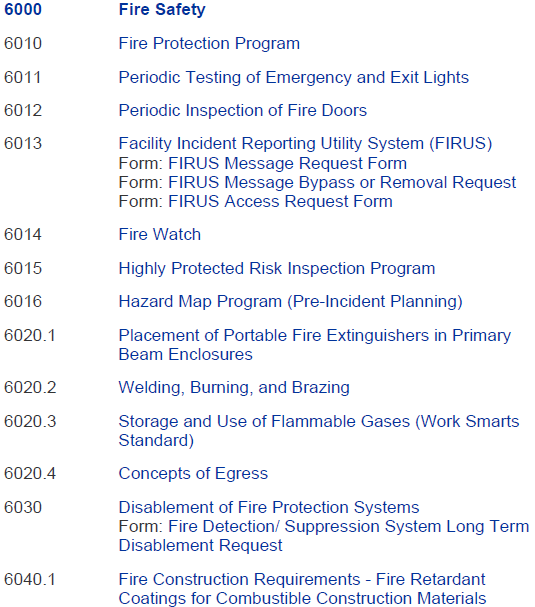 6000 Fire Safety
6010 Fire Protection Program
6011 Periodic Testing of Emergency and Exit Lights
6012 Periodic Inspection of Fire Doors
6013 Facility Incident Reporting Utility System (FIRUS)
Form: FIRUS Message Request Form
Form: FIRUS Message Bypass or Removal Request
Form: FIRUS Access Request Form
6014 Fire Watch
6015 Highly Protected Risk Inspection Program
6016 Hazard Map Program (Pre-Incident Planning)
6020.1 Placement of Portable Fire Extinguishers in Primary
Beam Enclosures
6020.2 Welding, Burning, and Brazing
6020.3 Storage and Use of Flammable Gases (Work Smarts
Standard)
6020.4 Concepts of Egress
6030 Disablement of Fire Protection Systems
Form: Fire Detection/ Suppression System Long Term
Disablement Request
6040.1 Fire Construction Requirements - Fire Retardant
Coatings for Combustible Construction Materials